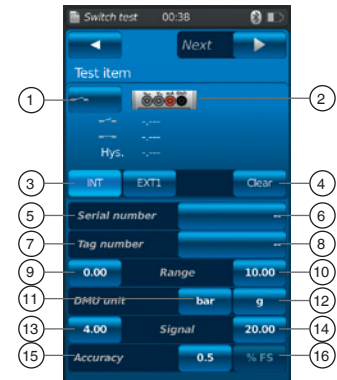 Switch test 00:38
Next
Test item
1
2
-.---
-.---
Hys. -.---
3 INT EXT1 Clear 4
5 Serial number -- 6
7 Tag number -- 8
9 0.00 Range 10.00 10
11 DMU unit bar g 12
13 4.00 Signal 20.00 14
15 Accuracy 0.5 % FS 16